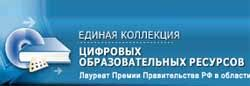 ЕДИНАЯ КОЛЛЕКЦИЯ
ЦИФРОВЫХ
ОБРАЗОВАТЕЛЬНЫХ РЕСУРСОВ
Лауреат Премии Правительства РФ в области